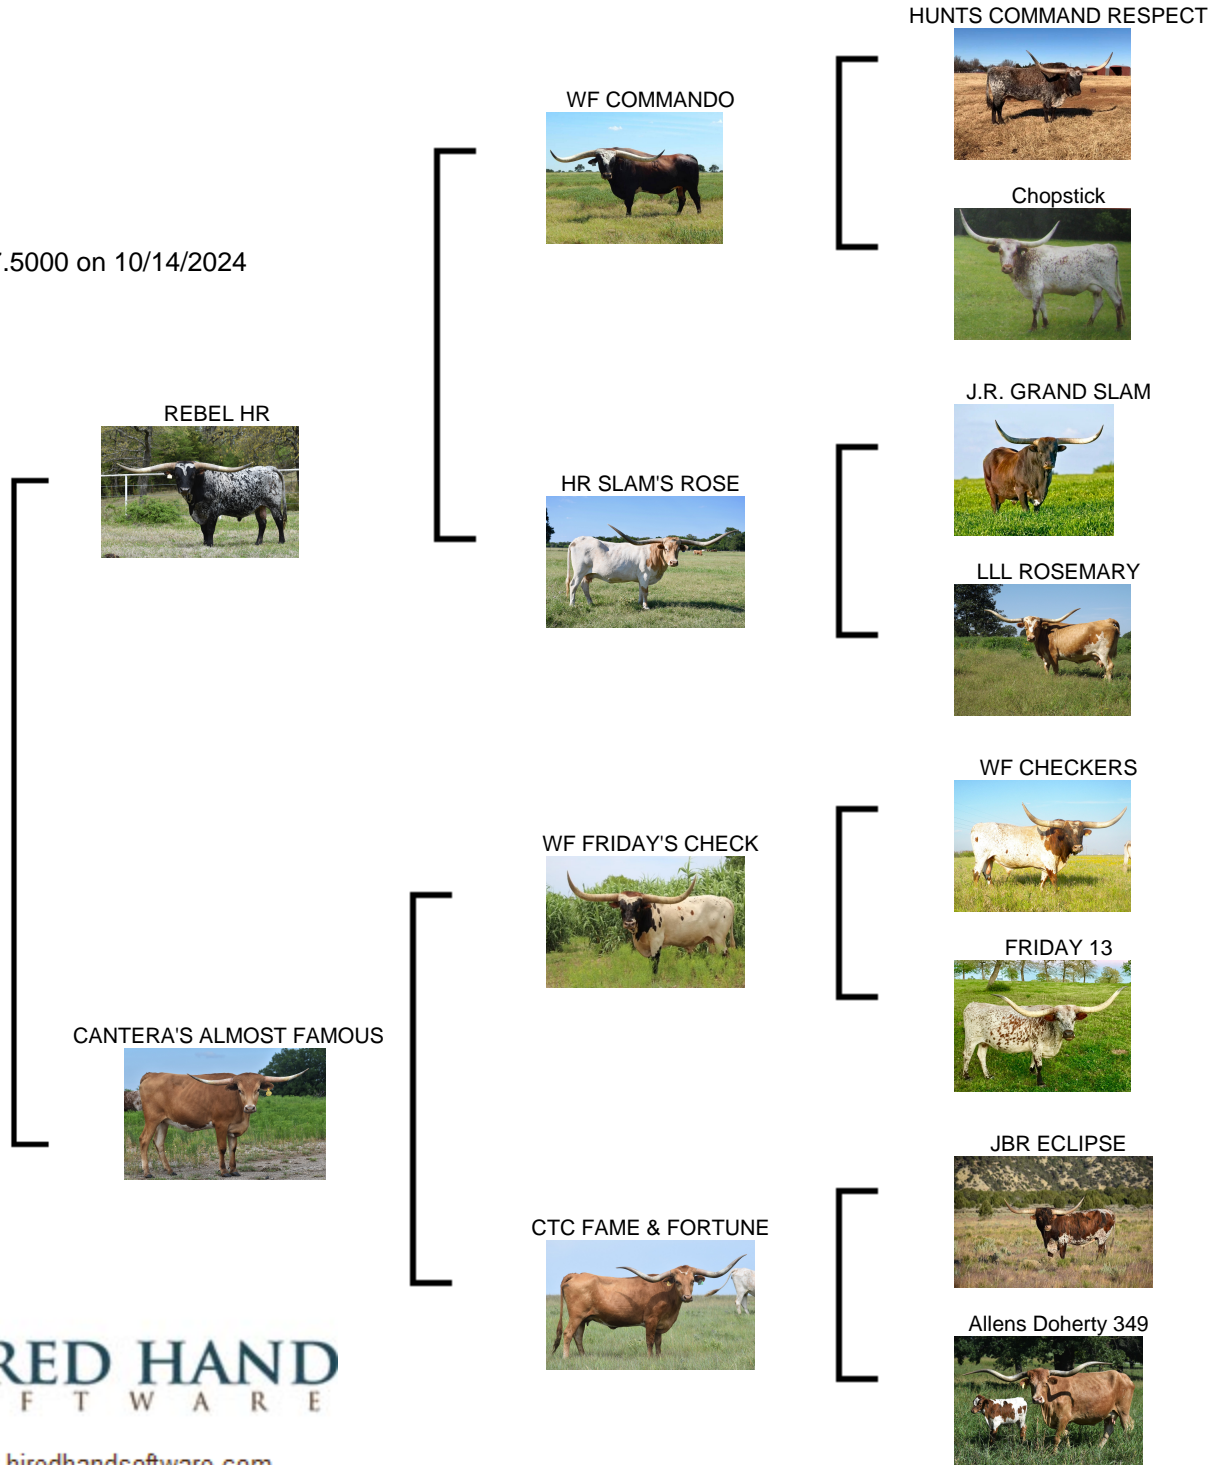 HUNTS COMMAND RESPECT
WF COMMANDO
Chopstick
.5000 on 10/14/2024
J.R. GRAND SLAM
REBEL HR
HR SLAM'S ROSE
LLL ROSEMARY
WF CHECKERS
WF FRIDAY'S CHECK
FRIDAY 13
CANTERA'S ALMOST FAMOUS
JBR ECLIPSE
CTC FAME & FORTUNE
Allens Doherty 349
RED HAND
F T W A R E
hiredhandsoftware.com